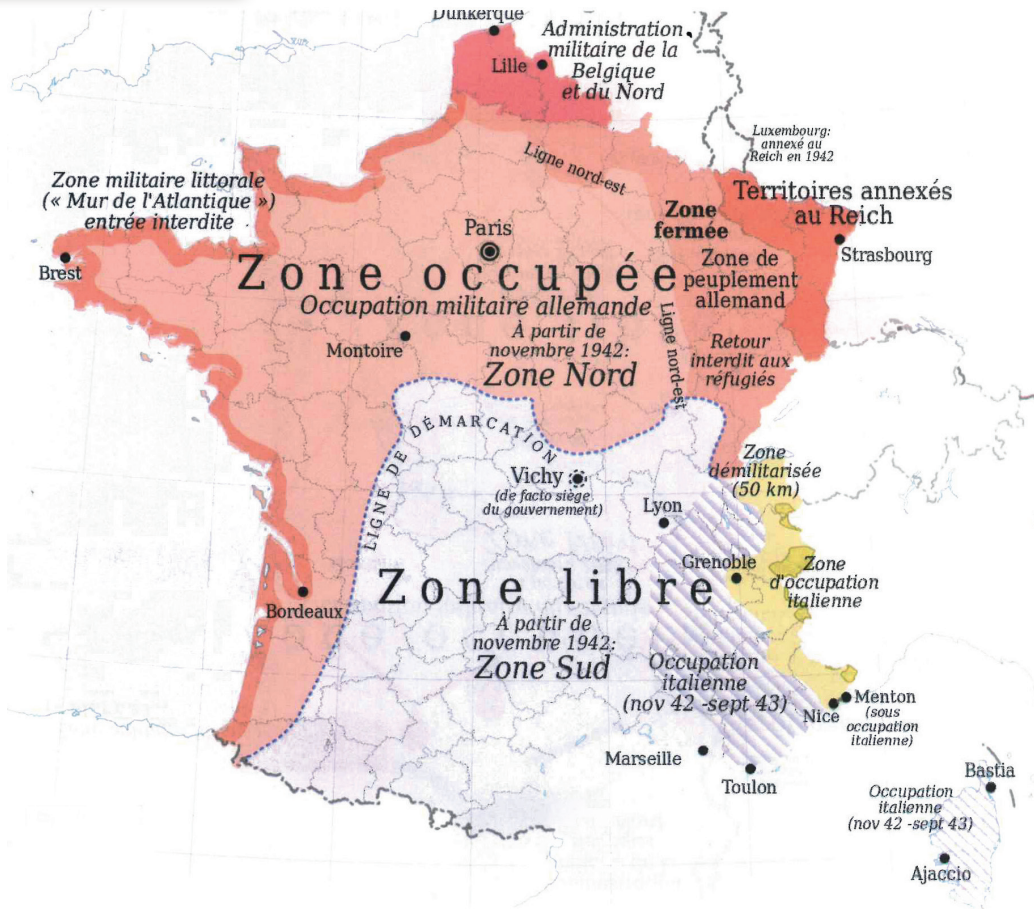 Dunkerque
Administration
militaire de la
Belgique
et du Nord
Lille
Luxembourg:
annexé au
Reich en 1942
Ligne nord-est
Zone militaire littorale
(« Mur de l'Atlantique »)
entrée interdite
Territoires annexés
au Reich
Zone
fermée
Paris
Strasbourg
Brest
Zone occupée
Zone de
peuplement
allemand
Occupation militaire allemande
À partir de
novembre 1942:
Zone Nord
Montoire
Ligne nord-est
Retour
interdit aux
réfugiés
LIGNE DE DÉMARCATION
Zone
démilitarisée
(50 km)
Vichy
(de facto siège
du gouvernement)
Lyon
Grenoble
Zone
d'occupation
italienne
Zone libre
Bordeaux
À partir de
novembre 1942:
Zone Sud
Occupation
italienne
(nov 42 -sept 43)
Menton
(sous
occupation
italienne)
Nice
Marseille
Toulon
Bastia
Occupation
italienne
(nov 42 -sept 43)
Ajaccio